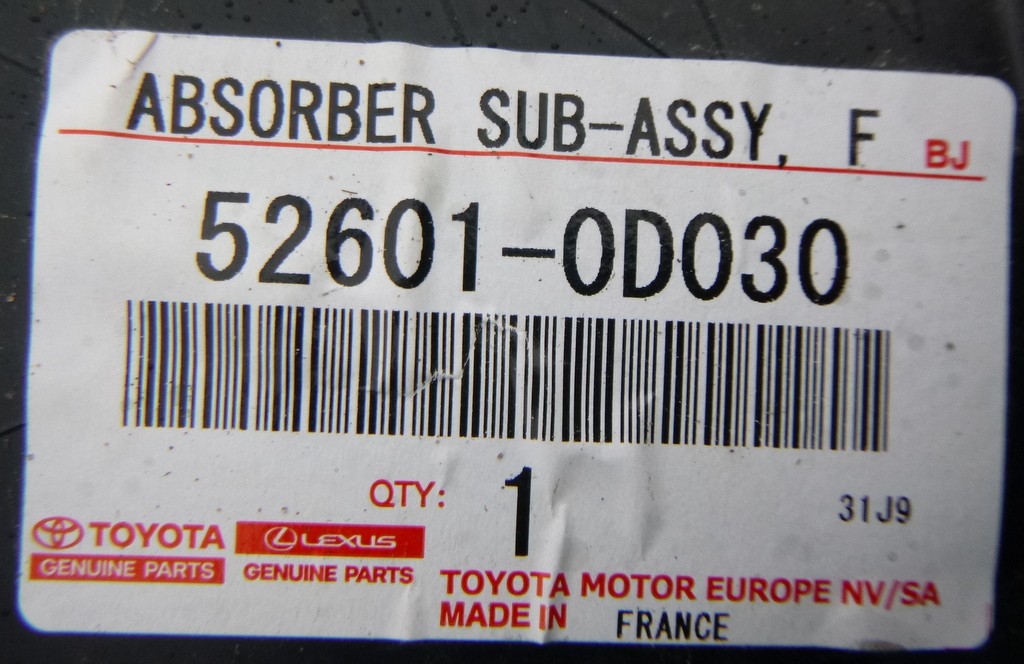 ABSORBER SUB-ASSY, F BJ
52601-0D030
QTY: 1
31J9
TOYOTA LEXUS
GENUINE PARTS GENUINE PARTS
TOYOTA MOTOR EUROPE NV/SA
MADE IN FRANCE